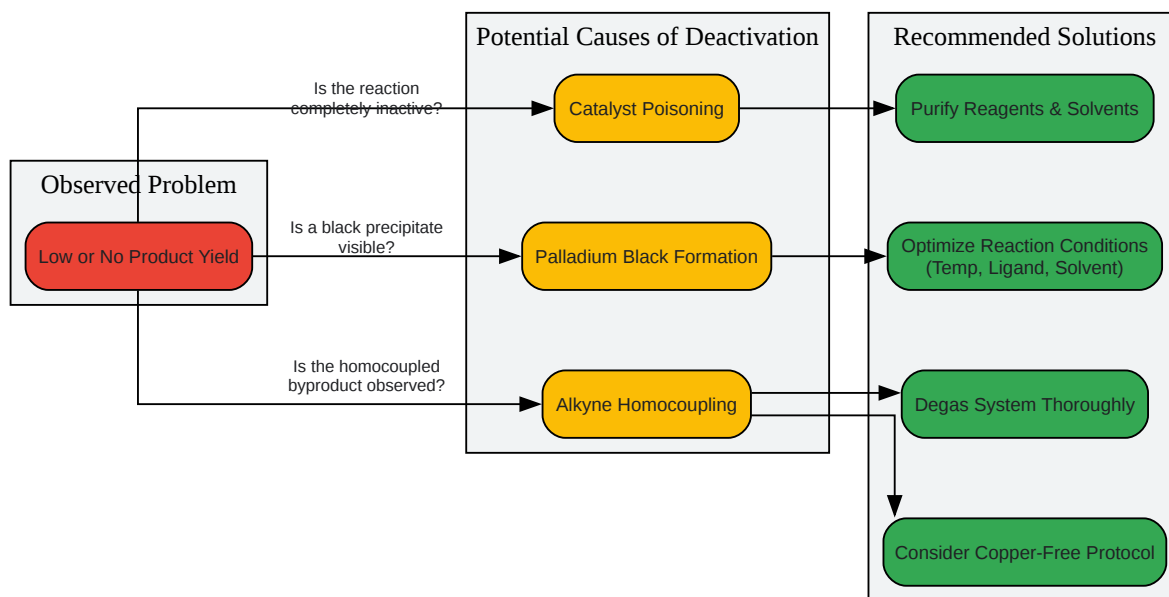 Potential Causes of Deactivation
Recommended Solutions
Is the reaction
completely inactive?
Catalyst Poisoning
Purify Reagents & Solvents
Observed Problem
Low or No Product Yield
Is a black precipitate
visible?
Palladium Black Formation
Optimize Reaction Conditions
(Temp, Ligand, Solvent)
Is the homocoupled
byproduct observed?
Alkyne Homocoupling
Degas System Thoroughly
Consider Copper-Free Protocol